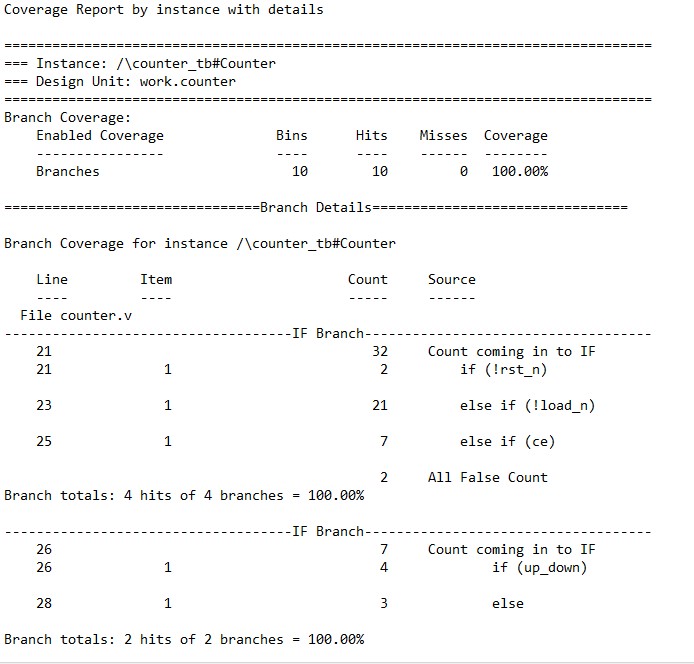 Coverage Report by instance with details
=================================================================================
=== Instance: /\counter_tb#Counter
=== Design Unit: work.counter
=================================================================================
Branch Coverage:
    Enabled Coverage              Bins      Hits    Misses  Coverage
    ----------------              ----      ----    ------  --------
    Branches                        10        10         0   100.00%
================================Branch Details================================
Branch Coverage for instance /\counter_tb#Counter
    Line         Item                      Count     Source
    ----         ----                      -----     ------
  File counter.v
------------------------------------IF Branch------------------------------------
    21                                        32     Count coming in to IF
    21              1                          2         if (!rst_n)
    23              1                         21         else if (!load_n)
    25              1                          7         else if (ce)
                                               2     All False Count
Branch totals: 4 hits of 4 branches = 100.00%
------------------------------------IF Branch------------------------------------
    26                                         7     Count coming in to IF
    26              1                          4             if (up_down)
    28              1                          3             else
Branch totals: 2 hits of 2 branches = 100.00%